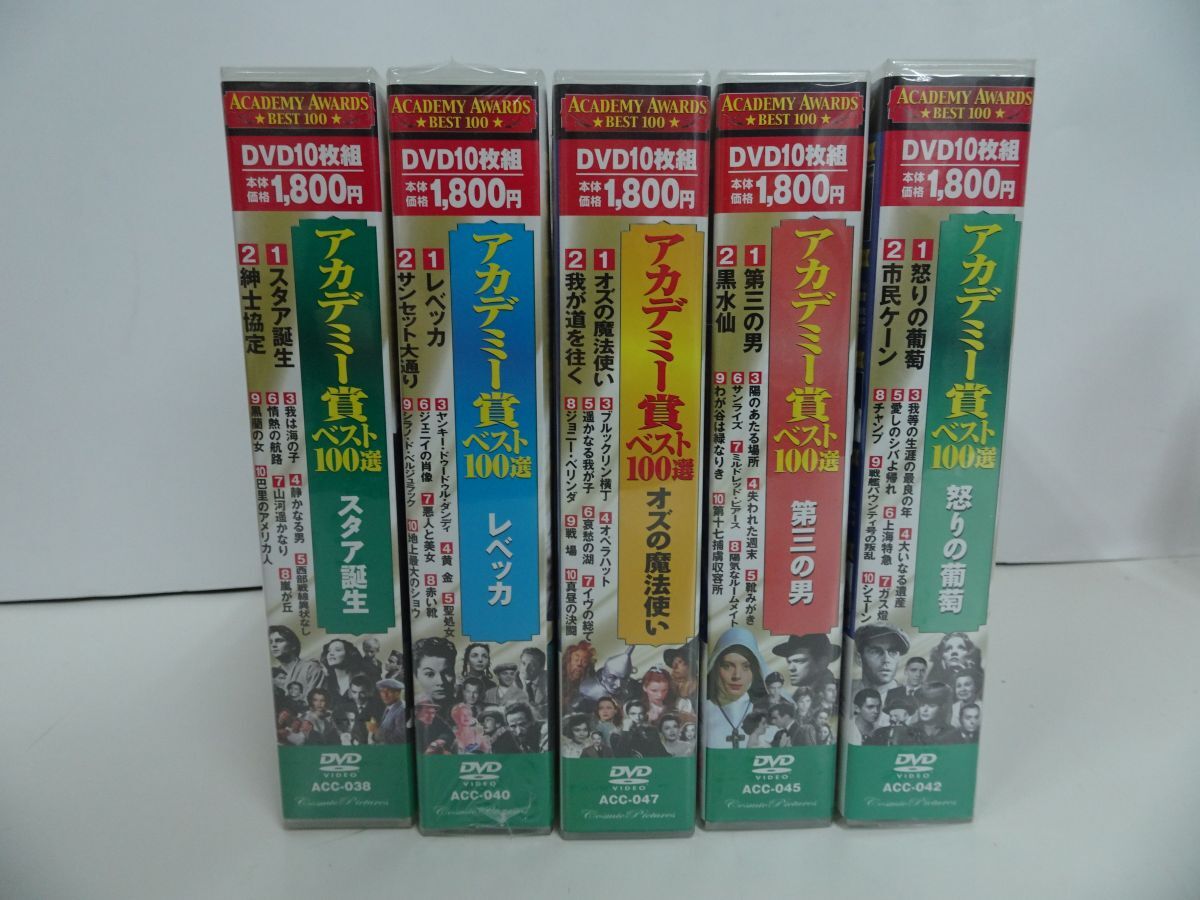 ACADEMY AWARDS
★ BEST 100 ★
DVD10枚組
本体価格 1,800円
アカデミー賞
ベスト100選
スタア誕生
1 スタア誕生
2 紳士協定
3 我は海の子 4 静かなる男 5 西部戦線異状なし
6 情熱の航路 7 山河遥かなり 8 嵐が丘
9 黒蘭の女 10 巴里のアメリカ人
DVD
VIDEO
ACC-038
Cosmic Pictures
ACADEMY AWARDS
★ BEST 100 ★
DVD10枚組
本体価格 1,800円
アカデミー賞
ベスト100選
レベッカ
1 レベッカ
2 サンセット大通り
3 ヤンキー・ドゥードゥル・ダンディ 4 黄金 5 聖処女
6 ジェニイの肖像 7 悪人と美女 8 赤い靴
9 シラノ・ド・ベルジュラック 10 地上最大のショウ
DVD
VIDEO
ACC-040
Cosmic Pictures
ACADEMY AWARDS
★ BEST 100 ★
DVD10枚組
本体価格 1,800円
アカデミー賞
ベスト100選
オズの魔法使い
1 オズの魔法使い
2 我が道を往く
3 ブルックリン横丁 4 オペラハット
5 遥かなる我が子 6 哀愁の湖 7 イヴの総て
8 ジョニー・ベリンダ 9 戦場 10 真昼の決闘
DVD
VIDEO
ACC-047
Cosmic Pictures
ACADEMY AWARDS
★ BEST 100 ★
DVD10枚組
本体価格 1,800円
アカデミー賞
ベスト100選
第三の男
1 第三の男
2 黒水仙
3 陽のあたる場所 4 失われた週末 5 靴みがき
6 サンライズ 7 ミルドレッド・ピアース 8 陽気なルームメイト
9 わが谷は緑なりき 10 第十七捕虜収容所
DVD
VIDEO
ACC-045
Cosmic Pictures
ACADEMY AWARDS
★ BEST 100 ★
DVD10枚組
本体価格 1,800円
アカデミー賞
ベスト100選
怒りの葡萄
1 怒りの葡萄
2 市民ケーン
3 我等の生涯の最良の年 4 大いなる遺産
5 愛しのシバよ帰れ 6 上海特急 7 ガス燈
8 チャンプ 9 戦艦バウンティ号の叛乱 10 シェーン
DVD
VIDEO
ACC-042
Cosmic Pictures